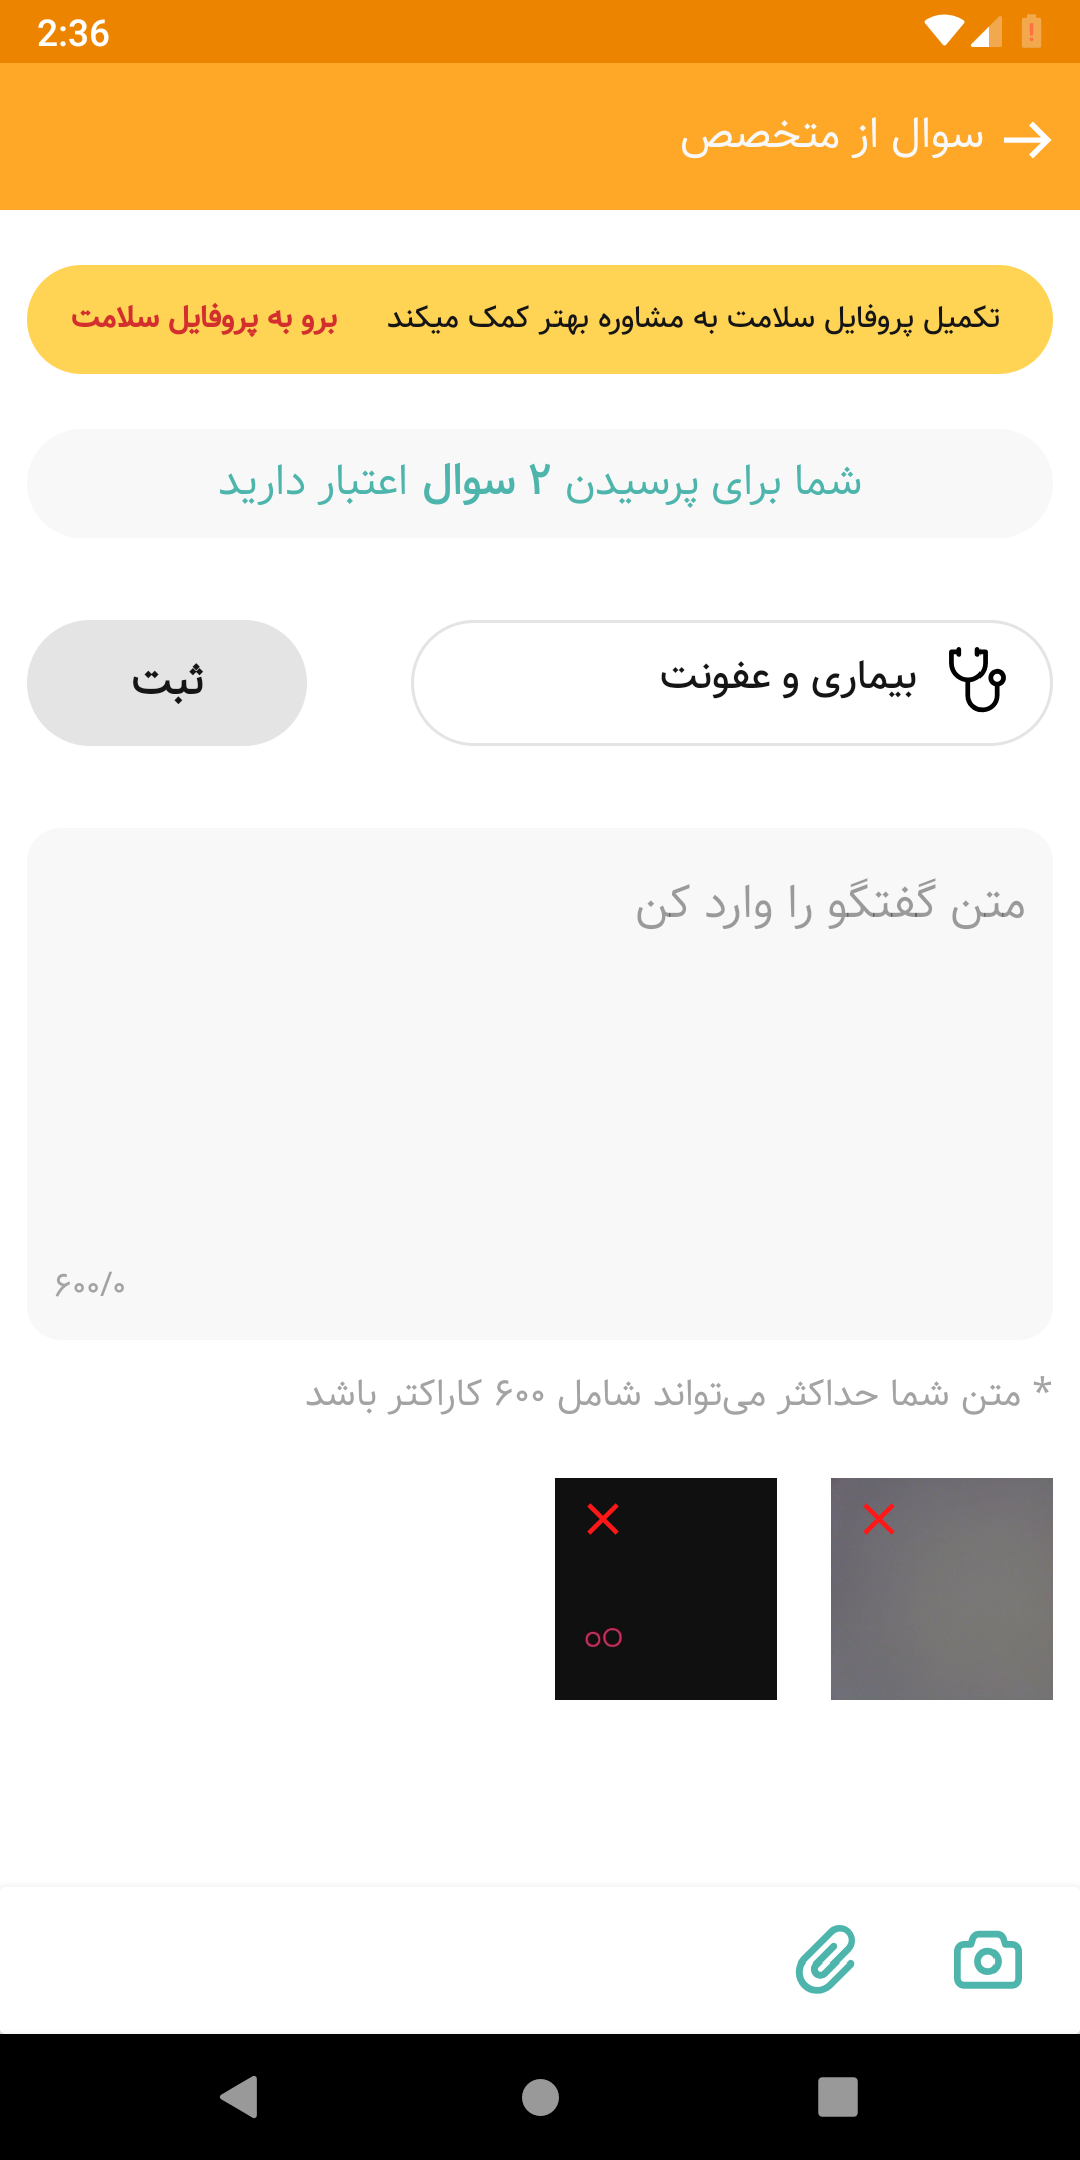 2:36
سوال از متخصص
تکمیل پروفایل سلامت به مشاوره بهتر کمک میکند برو به پروفایل سلامت
شما برای پرسیدن ۲ سوال اعتبار دارید
بیماری و عفونت
ثبت
متن گفتگو را وارد کن
۶۰۰/۰
* متن شما حداکثر می‌تواند شامل ۶۰۰ کاراکتر باشد
oO